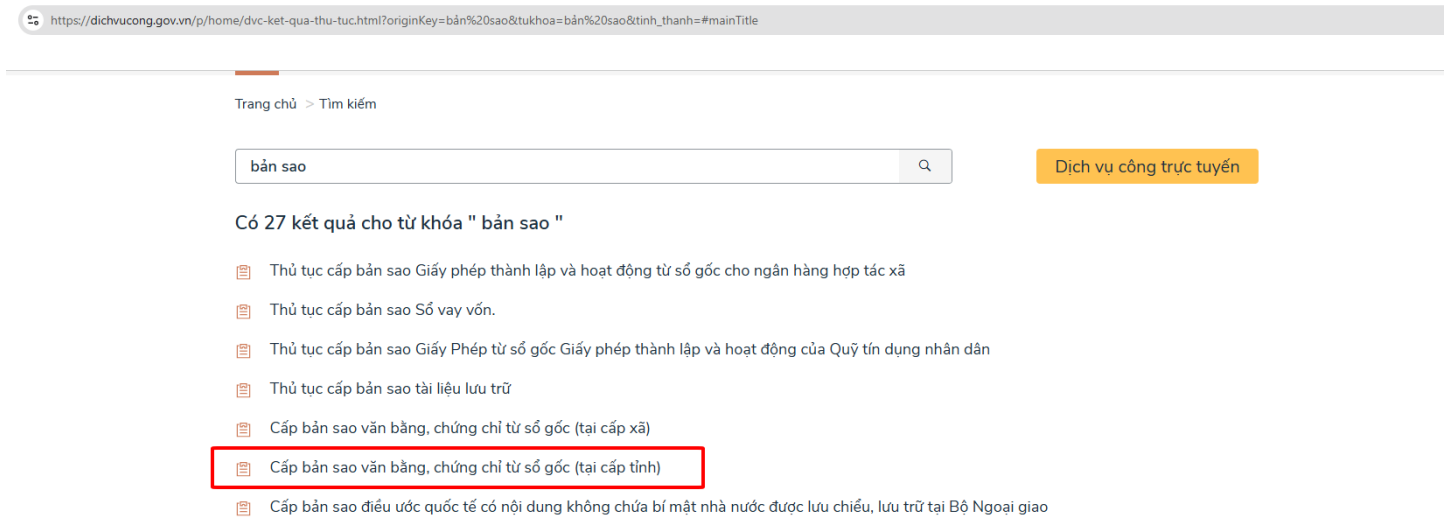 https://dichvucong.gov.vn/p/home/dvc-ket-qua-thu-tuc.html?originKey=bản%20sao&tukhoa=bản%20sao&tinh_thanh=#mainTitle
Trang chủ > Tìm kiếm
bản sao
Dịch vụ công trực tuyến
Có 27 kết quả cho từ khóa " bản sao "
Thủ tục cấp bản sao Giấy phép thành lập và hoạt động từ sổ gốc cho ngân hàng hợp tác xã
Thủ tục cấp bản sao Sổ vay vốn.
Thủ tục cấp bản sao Giấy Phép từ sổ gốc Giấy phép thành lập và hoạt động của Quỹ tín dụng nhân dân
Thủ tục cấp bản sao tài liệu lưu trữ
Cấp bản sao văn bằng, chứng chỉ từ sổ gốc (tại cấp xã)
Cấp bản sao văn bằng, chứng chỉ từ sổ gốc (tại cấp tỉnh)
Cấp bản sao điều ước quốc tế có nội dung không chứa bí mật nhà nước được lưu chiểu, lưu trữ tại Bộ Ngoại giao